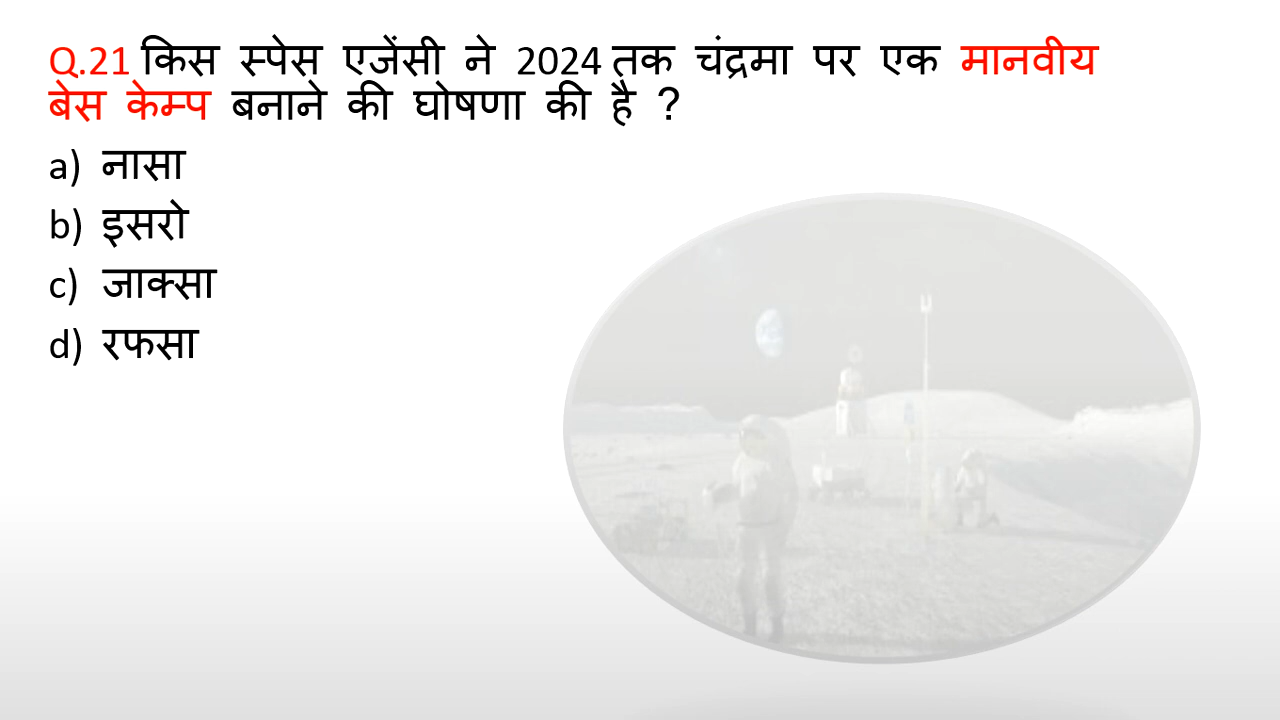 Q.21 किस स्पेस एजेंसी ने 2024 तक चंद्रमा पर एक मानवीय
बेस केम्प बनाने की घोषणा की है ?
a) नासा
b) इसरो
c) जाक्सा
d) रफसा